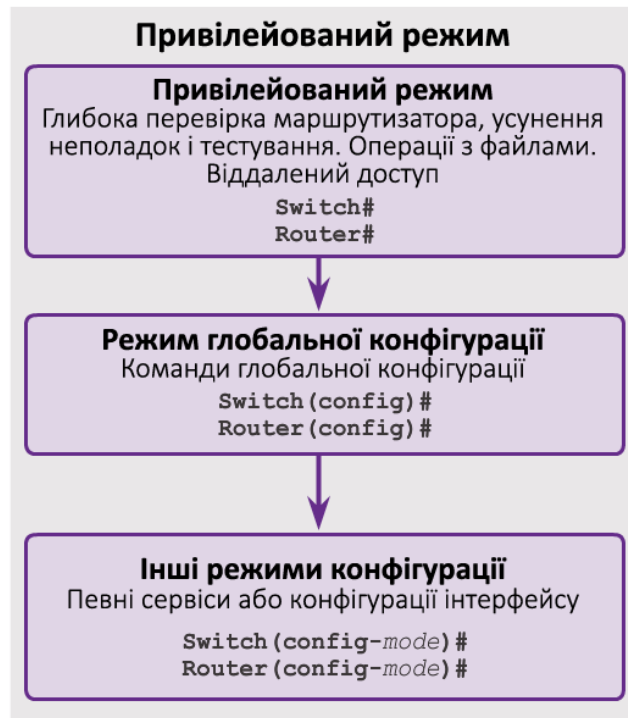 Привілейований режим
Привілейований режим
Глибока перевірка маршрутизатора, усунення
неполадок і тестування. Операції з файлами.
Віддалений доступ
Switch#
Router#
Режим глобальної конфігурації
Команди глобальної конфігурації
Switch(config)#
Router(config)#
Інші режими конфігурації
Певні сервіси або конфігурації інтерфейсу
Switch(config-mode)#
Router(config-mode)#